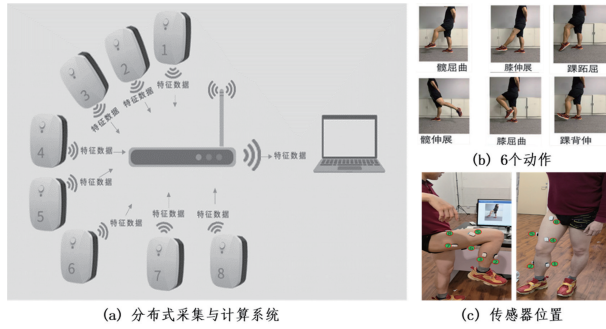 1
2
3
4
5
6
7
8
特征数据
特征数据
特征数据
特征数据
特征数据
特征数据
特征数据
特征数据
特征数据
(a) 分布式采集与计算系统
髋屈曲
膝伸展
踝跖屈
髋伸展
膝屈曲
踝背伸
(b) 6个动作
(c) 传感器位置